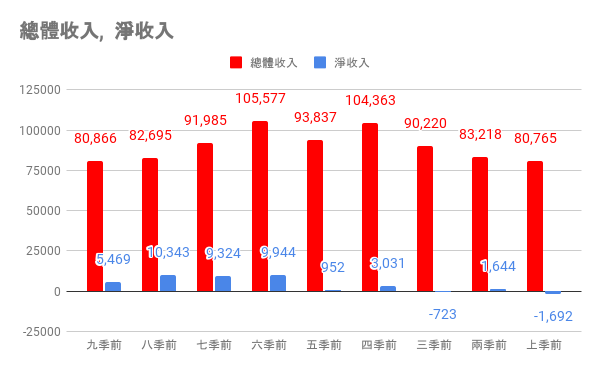 總體收入, 淨收入
總體收入 淨收入
125000
100000
75000
50000
25000
0
-25000
80,866 82,695 91,985 105,577 93,837 104,363 90,220 83,218 80,765
5,469 10,343 9,324 9,944 952 3,031 -723 1,644 -1,692
九季前 八季前 七季前 六季前 五季前 四季前 三季前 兩季前 上季前